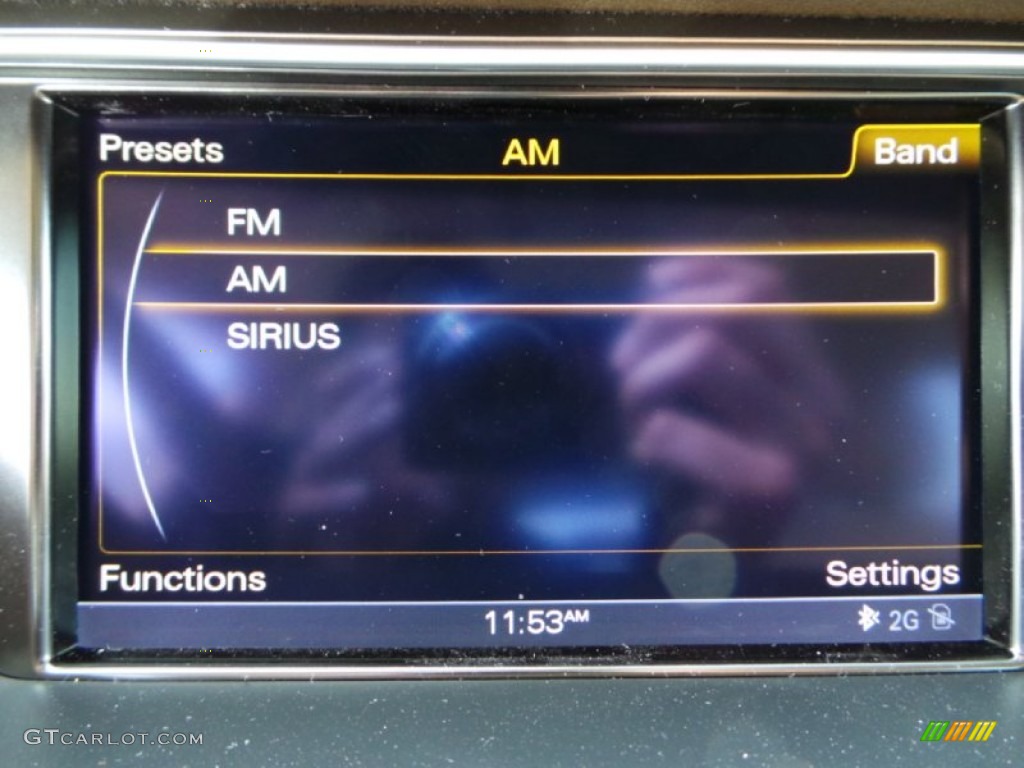 Presets AM Band
FM
AM
SIRIUS
Functions Settings
11:53AM 2G
GTCARLOT.COM